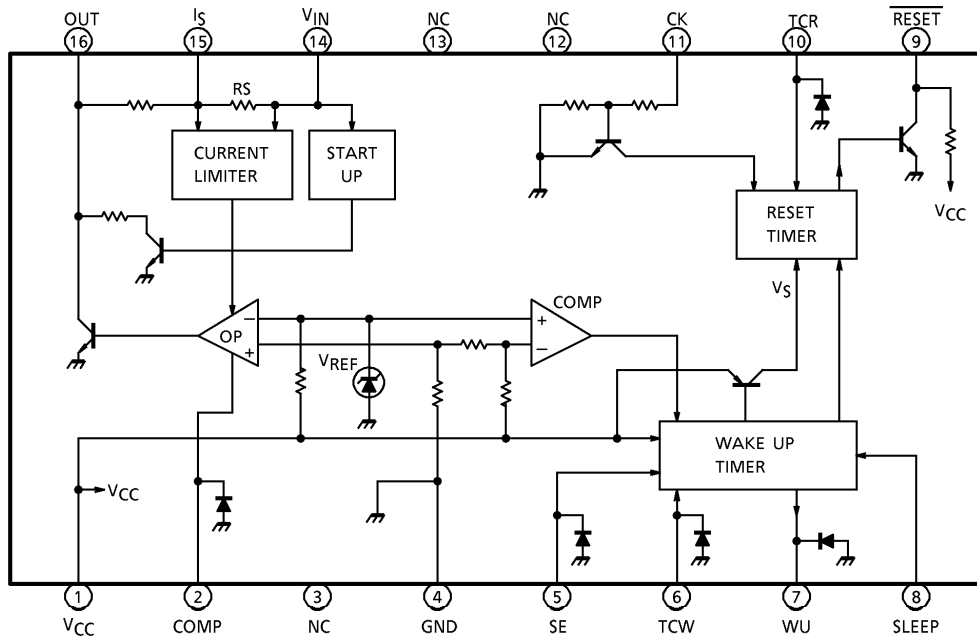 OUT IS VIN NC NC CK TCR RESET
16 15 14 13 12 11 10 9
RS
CURRENT LIMITER
START UP
RESET TIMER
VCC
VS
COMP
− + −
OP
+ −
VREF
WAKE UP TIMER
VCC
1 2 3 4 5 6 7 8
VCC COMP NC GND SE TCW WU SLEEP